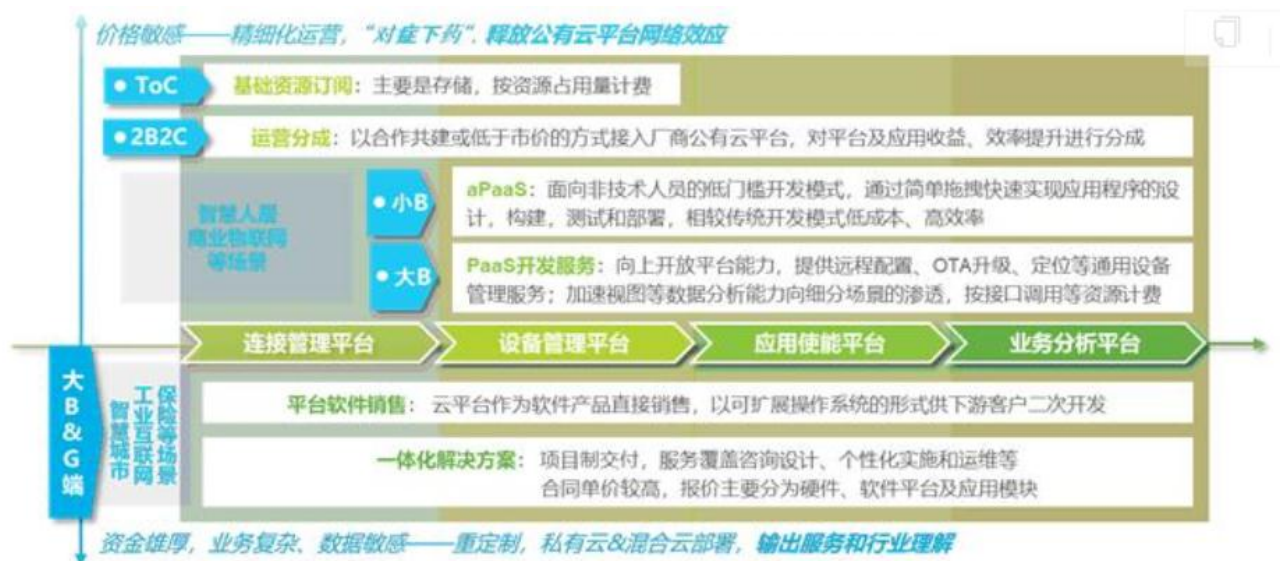 价格敏感——精细化运营，“对症下药”，释放公有云平台网络效应
● ToC
基础资源订阅：主要是存储，按资源占用量计费
● 2B2C
运营分成：以合作共建或低于市价的方式接入厂商公有云平台，对平台及应用收益、效率提升进行分成
智慧人居
商业物联网
等场景
● 小B
aPaaS：面向非技术人员的低门槛开发模式，通过简单拖拽快速实现应用程序的设
计，构建，测试和部署，相较传统开发模式低成本、高效率
● 大B
PaaS开发服务：向上开放平台能力，提供远程配置、OTA升级、定位等通用设备
管理服务；加速视图等数据分析能力向细分场景的渗透，按接口调用等资源计费
连接管理平台
设备管理平台
应用使能平台
业务分析平台
大B&G端
保险等场景
工业互联网
智慧城市
平台软件销售：云平台作为软件产品直接销售，以可扩展操作系统的形式供下游客户二次开发
一体化解决方案：项目制交付，服务覆盖咨询设计、个性化实施和运维等
合同单价较高，报价主要分为硬件、软件平台及应用模块
资金雄厚，业务复杂、数据敏感——重定制，私有云&混合云部署，输出服务和行业理解